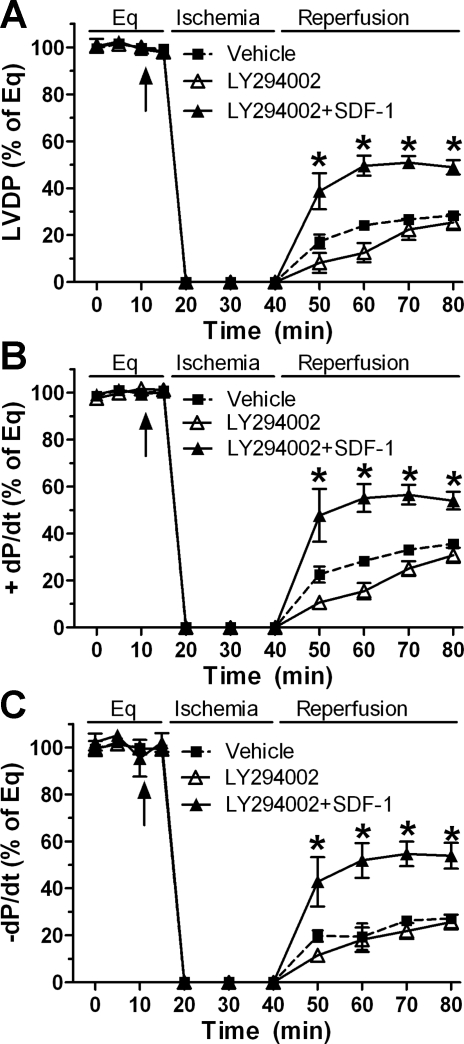 A
Eq Ischemia Reperfusion
LVDP (% of Eq)
100
80
60
40
20
0
Vehicle
LY294002
LY294002+SDF-1
* * * *
0 10 20 30 40 50 60 70 80
Time (min)
B
Eq Ischemia Reperfusion
+ dP/dt (% of Eq)
100
80
60
40
20
0
Vehicle
LY294002
LY294002+SDF-1
* * * *
0 10 20 30 40 50 60 70 80
Time (min)
C
Eq Ischemia Reperfusion
-dP/dt (% of Eq)
100
80
60
40
20
0
Vehicle
LY294002
LY294002+SDF-1
* * * *
0 10 20 30 40 50 60 70 80
Time (min)